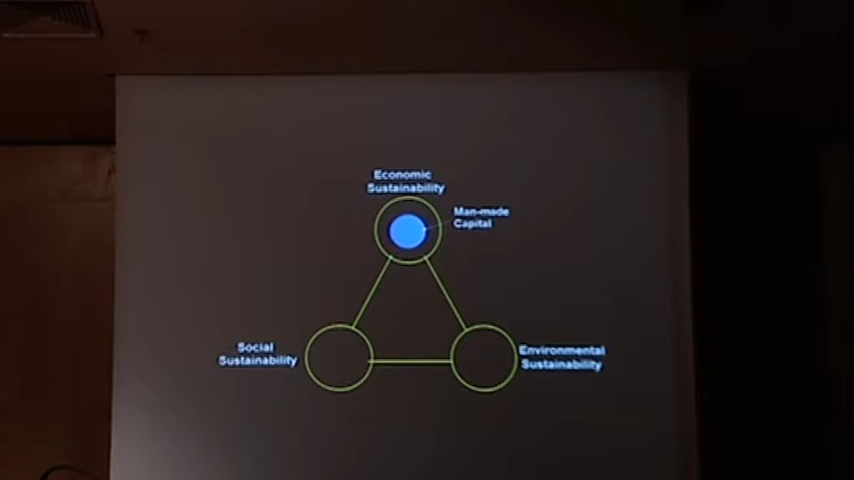 Economic
Sustainability
Man-made
Capital
Social
Sustainability
Environmental
Sustainability